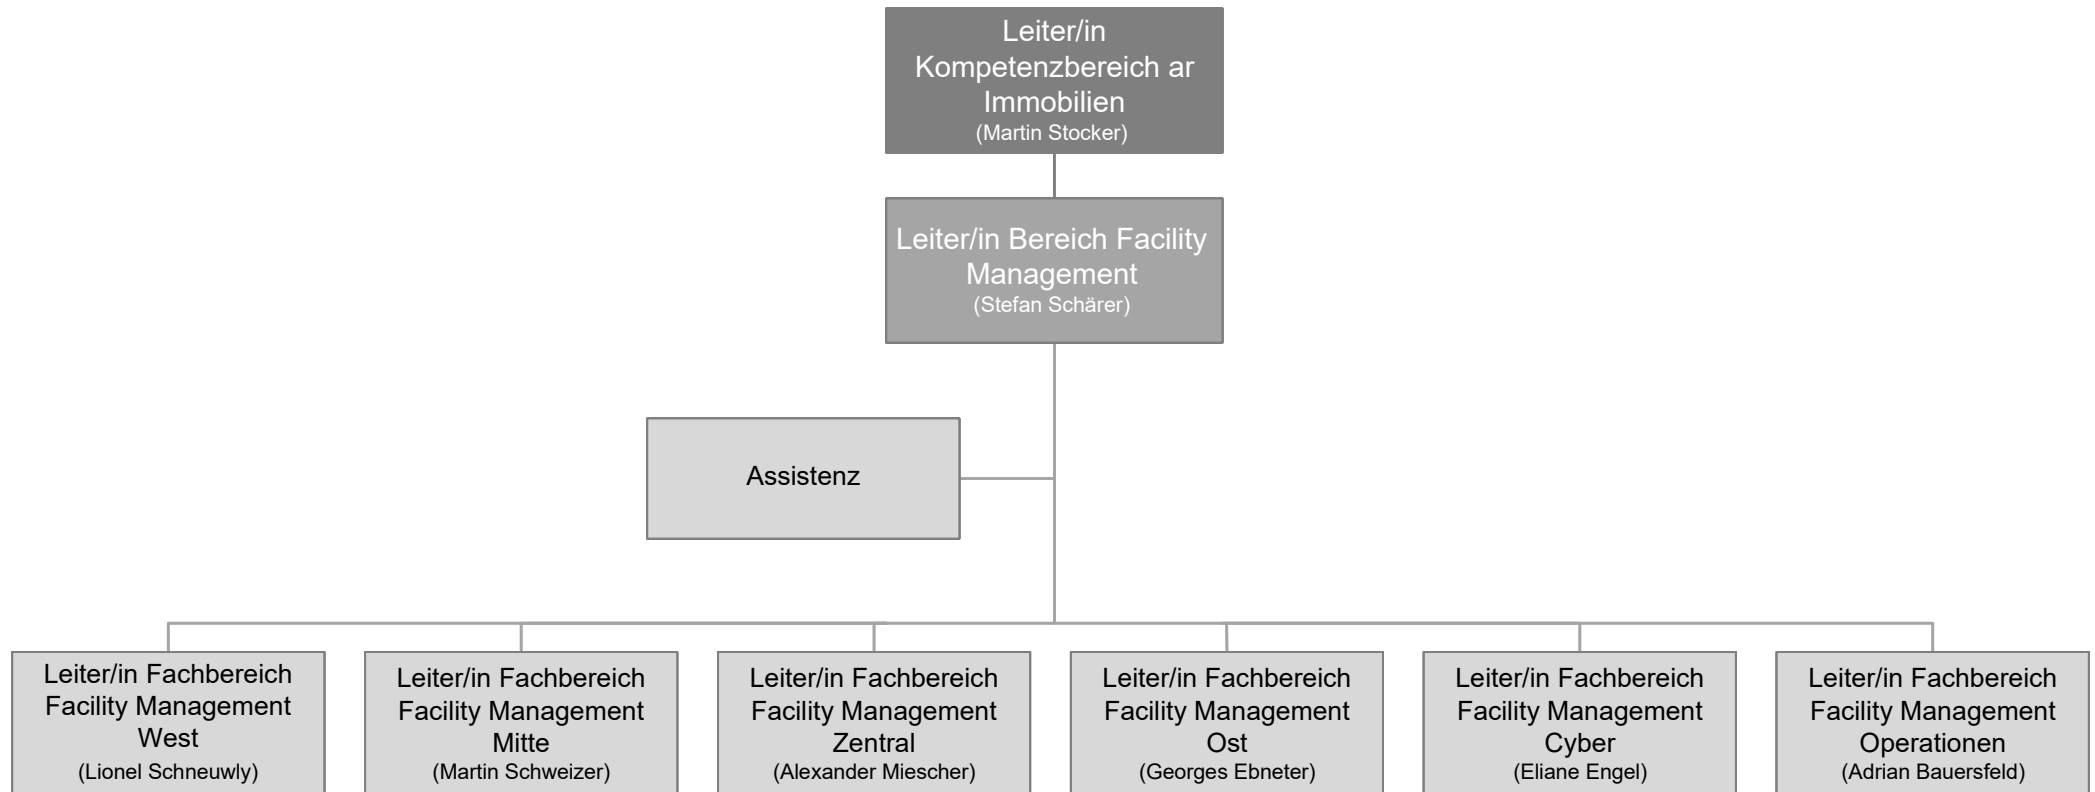 Leiter/in
Kompetenzbereich ar
Immobilien
(Martin Stocker)
Leiter/in Bereich Facility
Management
(Stefan Schärer)
Assistenz
Leiter/in Fachbereich
Facility Management
West
(Lionel Schneuwly)
Leiter/in Fachbereich
Facility Management
Mitte
(Martin Schweizer)
Leiter/in Fachbereich
Facility Management
Zentral
(Alexander Miescher)
Leiter/in Fachbereich
Facility Management
Ost
(Georges Ebneter)
Leiter/in Fachbereich
Facility Management
Cyber
(Eliane Engel)
Leiter/in Fachbereich
Facility Management
Operationen
(Adrian Bauersfeld)